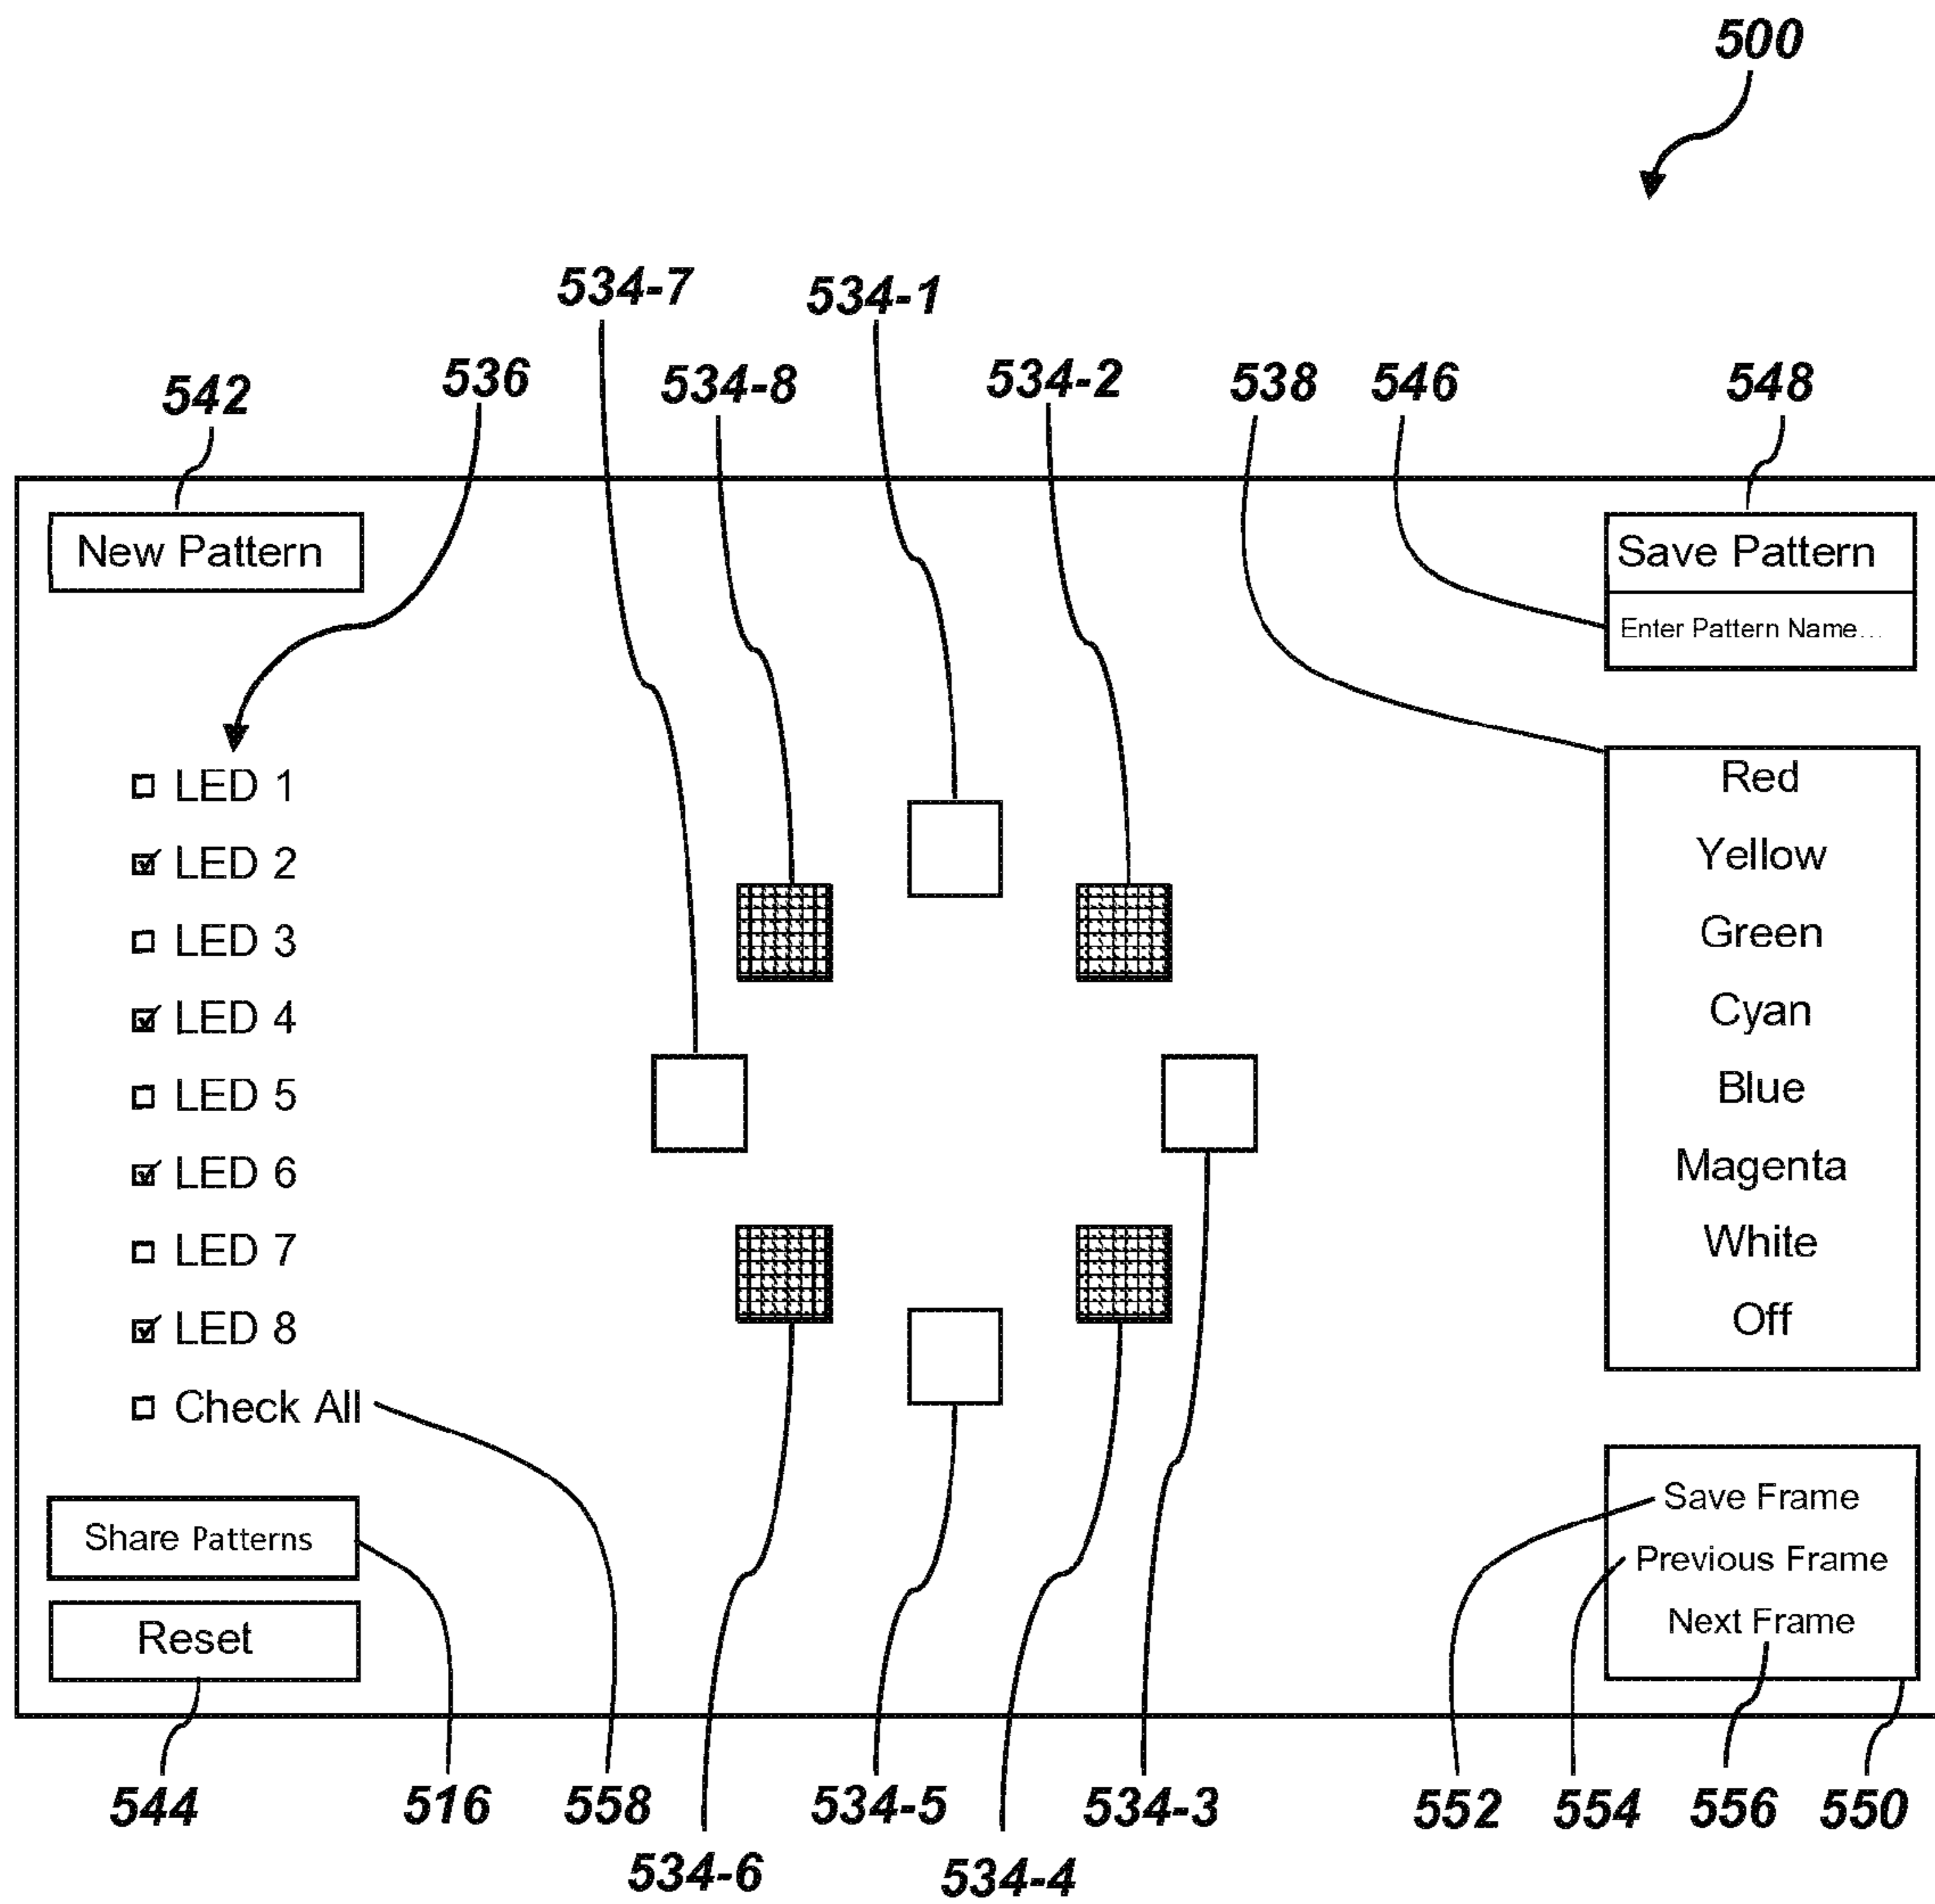 500
534-7
534-1
536
534-8
534-2
538
546
548
542
New Pattern
Save Pattern
Enter Pattern Name...
LED 1
LED 2
LED 3
LED 4
LED 5
LED 6
LED 7
LED 8
Check All
Red
Yellow
Green
Cyan
Blue
Magenta
White
Off
Share Patterns
Reset
Save Frame
Previous Frame
Next Frame
544
516
558
534-5
534-3
552
554
556
550
534-6
534-4